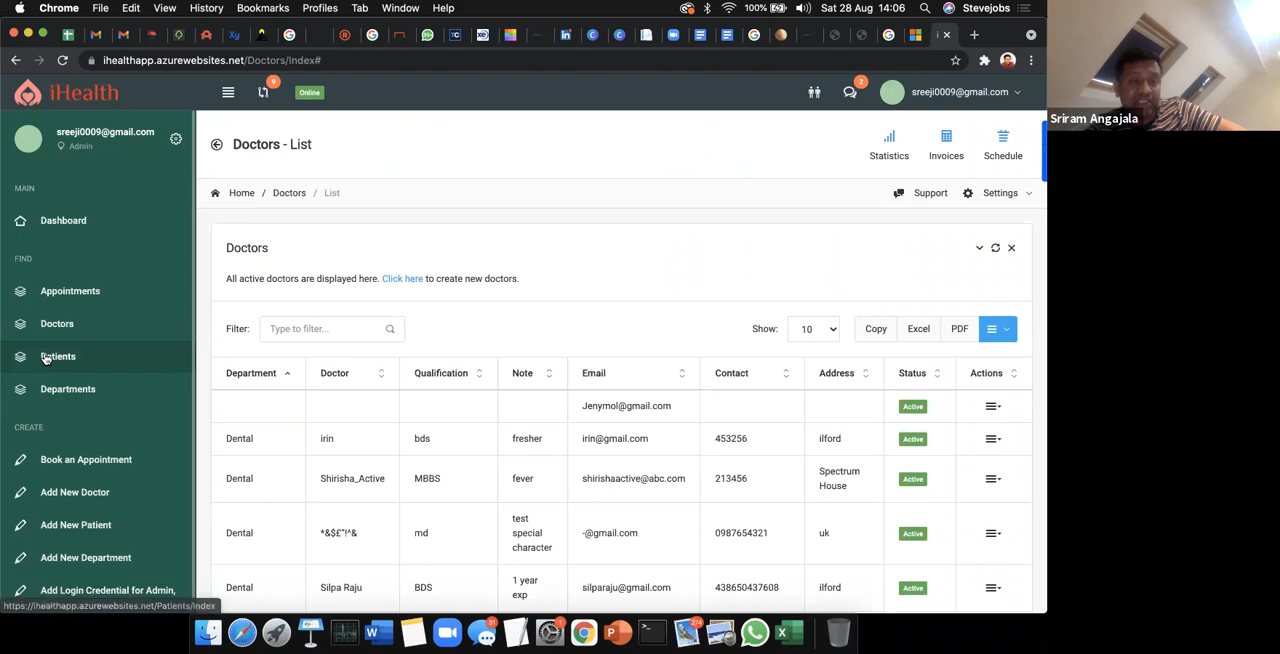 Chrome File Edit View History Bookmarks Profiles Tab Window Help
100% Sat 28 Aug 14:06 Stevejobs
ihealthapp.azurewebsites.net/Doctors/Index#
iHealth
9
Online
2
sreeji0009@gmail.com
Sriram Angajala
sreeji0009@gmail.com
Admin
MAIN
Dashboard
FIND
Appointments
Doctors
Patients
Departments
CREATE
Book an Appointment
Add New Doctor
Add New Patient
Add New Department
Add Login Credential for Admin,
https://ihealthapp.azurewebsites.net/Patients/Index
Doctors - List
Statistics Invoices Schedule
Home / Doctors / List
Support Settings
Doctors
All active doctors are displayed here. Click here to create new doctors.
Filter: Type to filter...
Show: 10 Copy Excel PDF
Department Doctor Qualification Note Email Contact Address Status Actions
Jenymol@gmail.com Active
Dental irin bds fresher irin@gmail.com 453256 ilford Active
Dental Shirisha_Active MBBS fever shirishaactive@abc.com 213456 Spectrum House Active
Dental *&$£"!^& md test special character -@gmail.com 0987654321 uk Active
Dental Silpa Raju BDS 1 year exp silparaju@gmail.com 438650437608 ilford Active
31
1
2/4